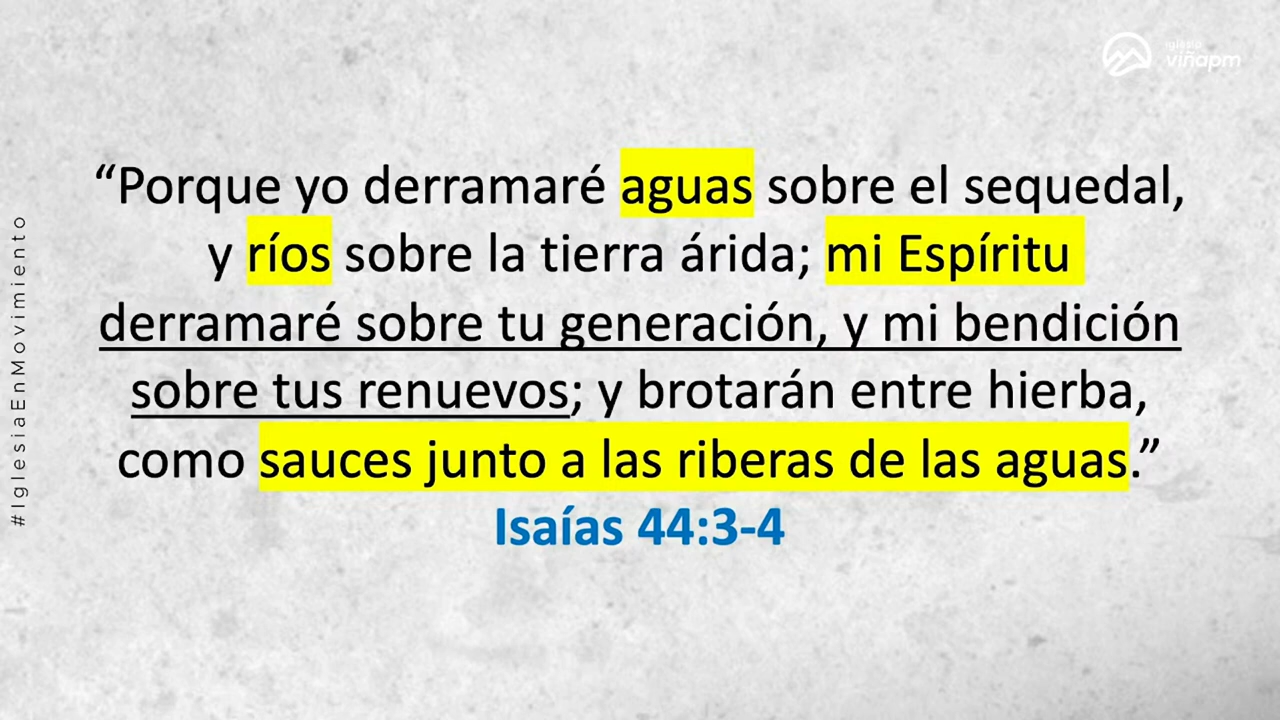 iglesia
viñapm
#IglesiaEnMovimiento
“Porque yo derramaré aguas sobre el sequedal,
y ríos sobre la tierra árida; mi Espíritu
derramaré sobre tu generación, y mi bendición
sobre tus renuevos; y brotarán entre hierba,
como sauces junto a las riberas de las aguas.”
Isaías 44:3-4